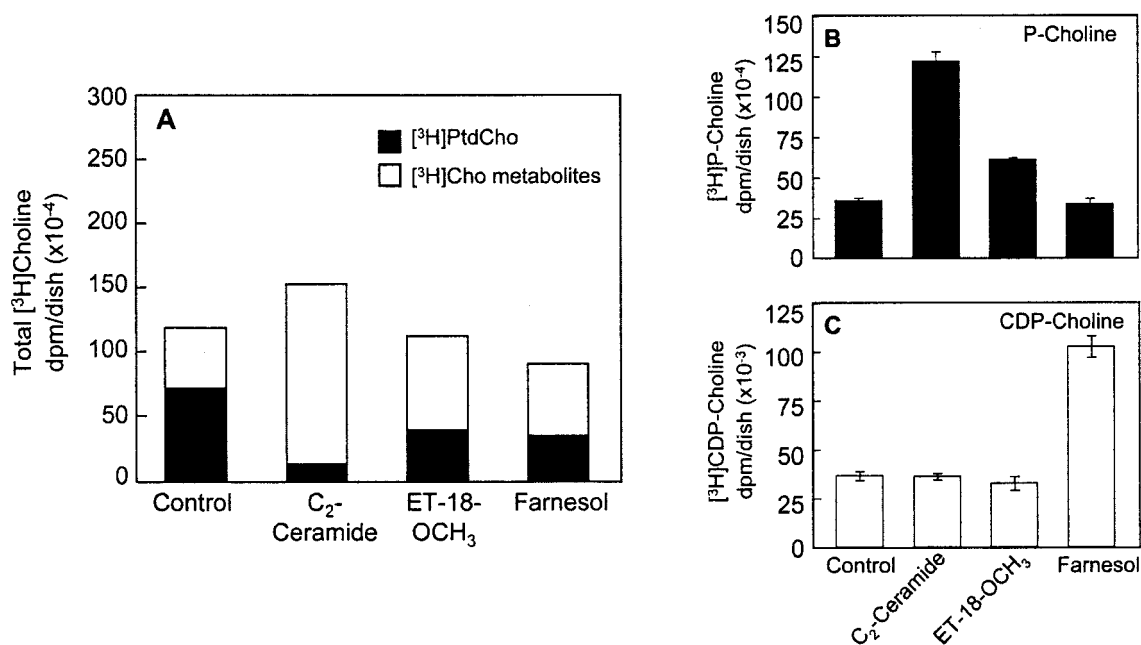 A
[³H]PtdCho
[³H]Cho metabolites
Total [³H]Choline
dpm/dish (x10⁻⁴)
300
250
200
150
100
50
0
Control
C₂-
Ceramide
ET-18-
OCH₃
Farnesol
B
P-Choline
[³H]P-Choline
dpm/dish (x10⁻⁴)
150
125
100
75
50
25
0
C
CDP-Choline
[³H]CDP-Choline
dpm/dish (x10⁻³)
125
100
75
50
25
0
Control
C₂-Ceramide
ET-18-OCH₃
Farnesol